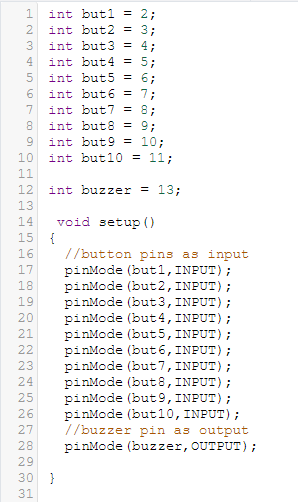 1 int but1 = 2;
2 int but2 = 3;
3 int but3 = 4;
4 int but4 = 5;
5 int but5 = 6;
6 int but6 = 7;
7 int but7 = 8;
8 int but8 = 9;
9 int but9 = 10;
10 int but10 = 11;
11
12 int buzzer = 13;
13
14 void setup()
15 {
16 //button pins as input
17 pinMode(but1,INPUT);
18 pinMode(but2,INPUT);
19 pinMode(but3,INPUT);
20 pinMode(but4,INPUT);
21 pinMode(but5,INPUT);
22 pinMode(but6,INPUT);
23 pinMode(but7,INPUT);
24 pinMode(but8,INPUT);
25 pinMode(but9,INPUT);
26 pinMode(but10,INPUT);
27 //buzzer pin as output
28 pinMode(buzzer,OUTPUT);
29
30 }
31